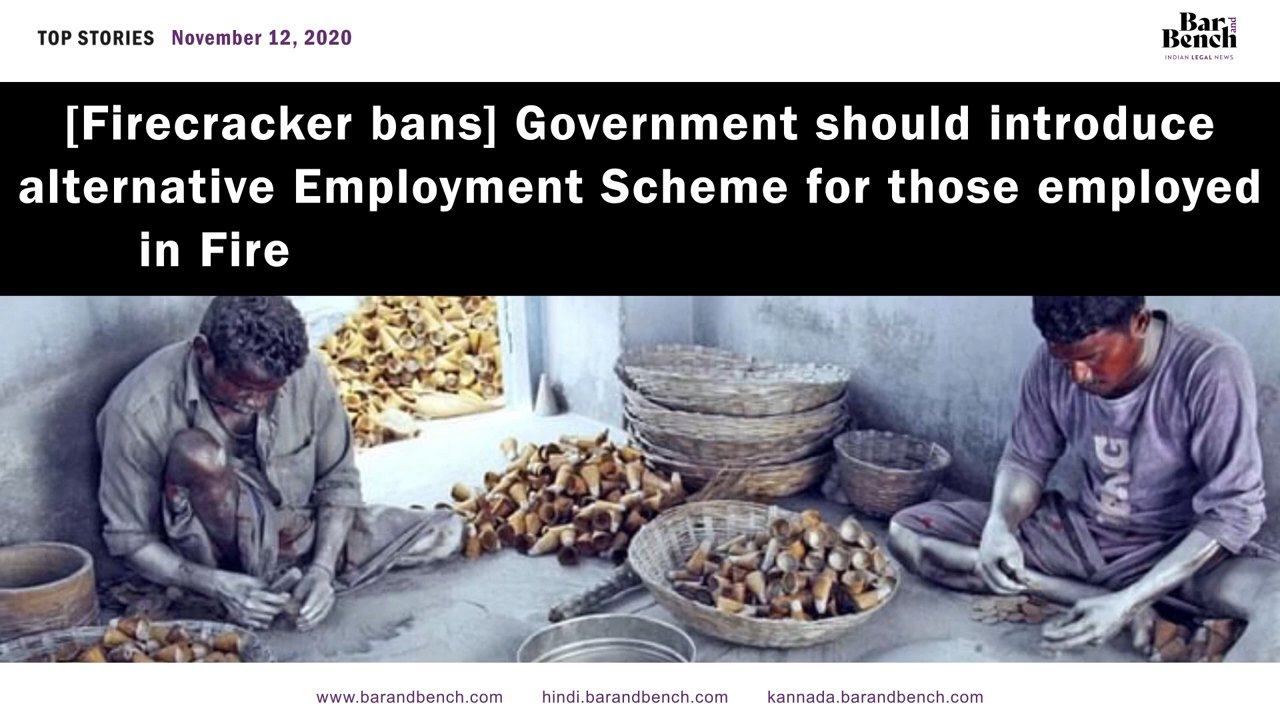 TOP STORIES November 12, 2020
Bar and
Bench
INDIAN LEGAL NEWS
[Firecracker bans] Government should introduce
alternative Employment Scheme for those employed
in Fire
www.barandbench.com hindi.barandbench.com kannada.barandbench.com